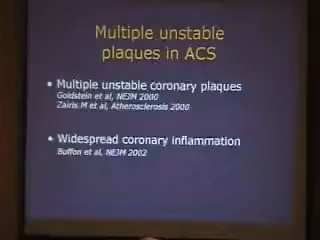 Multiple unstable
plaques in ACS
• Multiple unstable coronary plaques
Goldstein et al, NEJM 2000
Zairis M et al, Atherosclerosis 2000
• Widespread coronary inflammation
Buffon et al, NEJM 2002